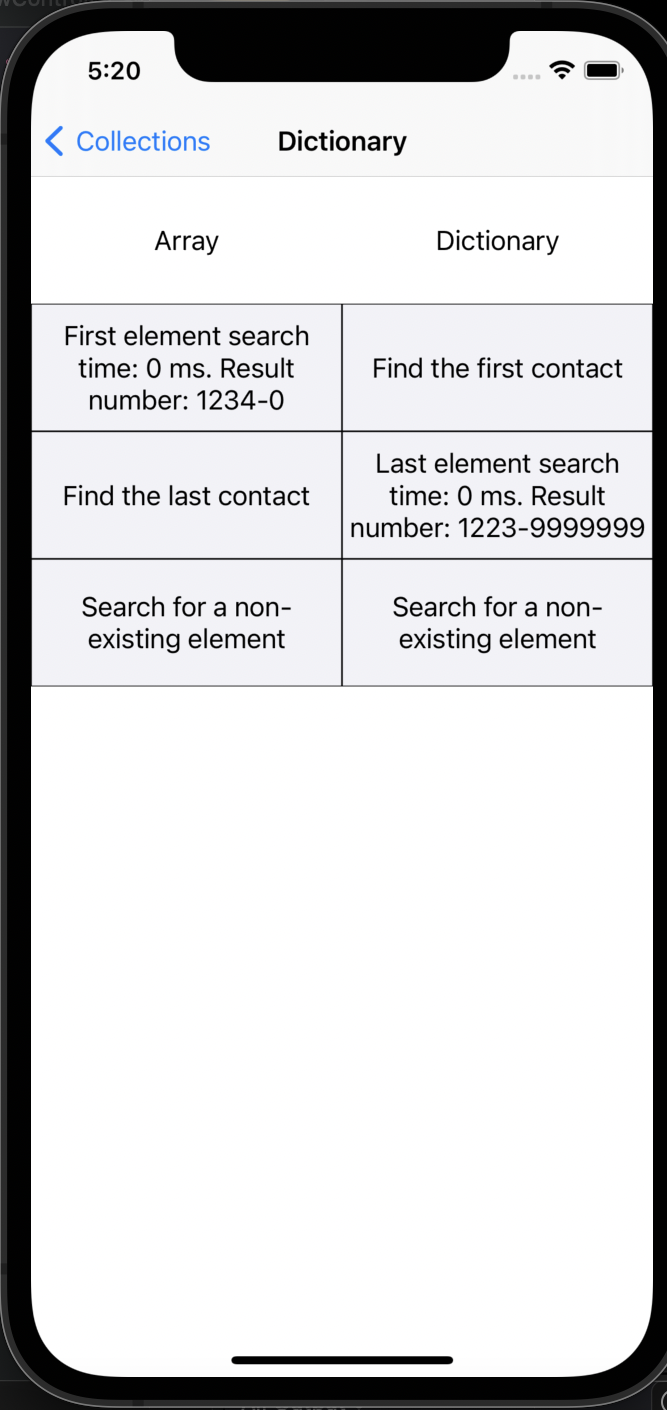 5:20
Collections
Dictionary
Array
Dictionary
First element search
time: 0 ms. Result
number: 1234-0
Find the first contact
Find the last contact
Last element search
time: 0 ms. Result
number: 1223-9999999
Search for a non-
existing element
Search for a non-
existing element